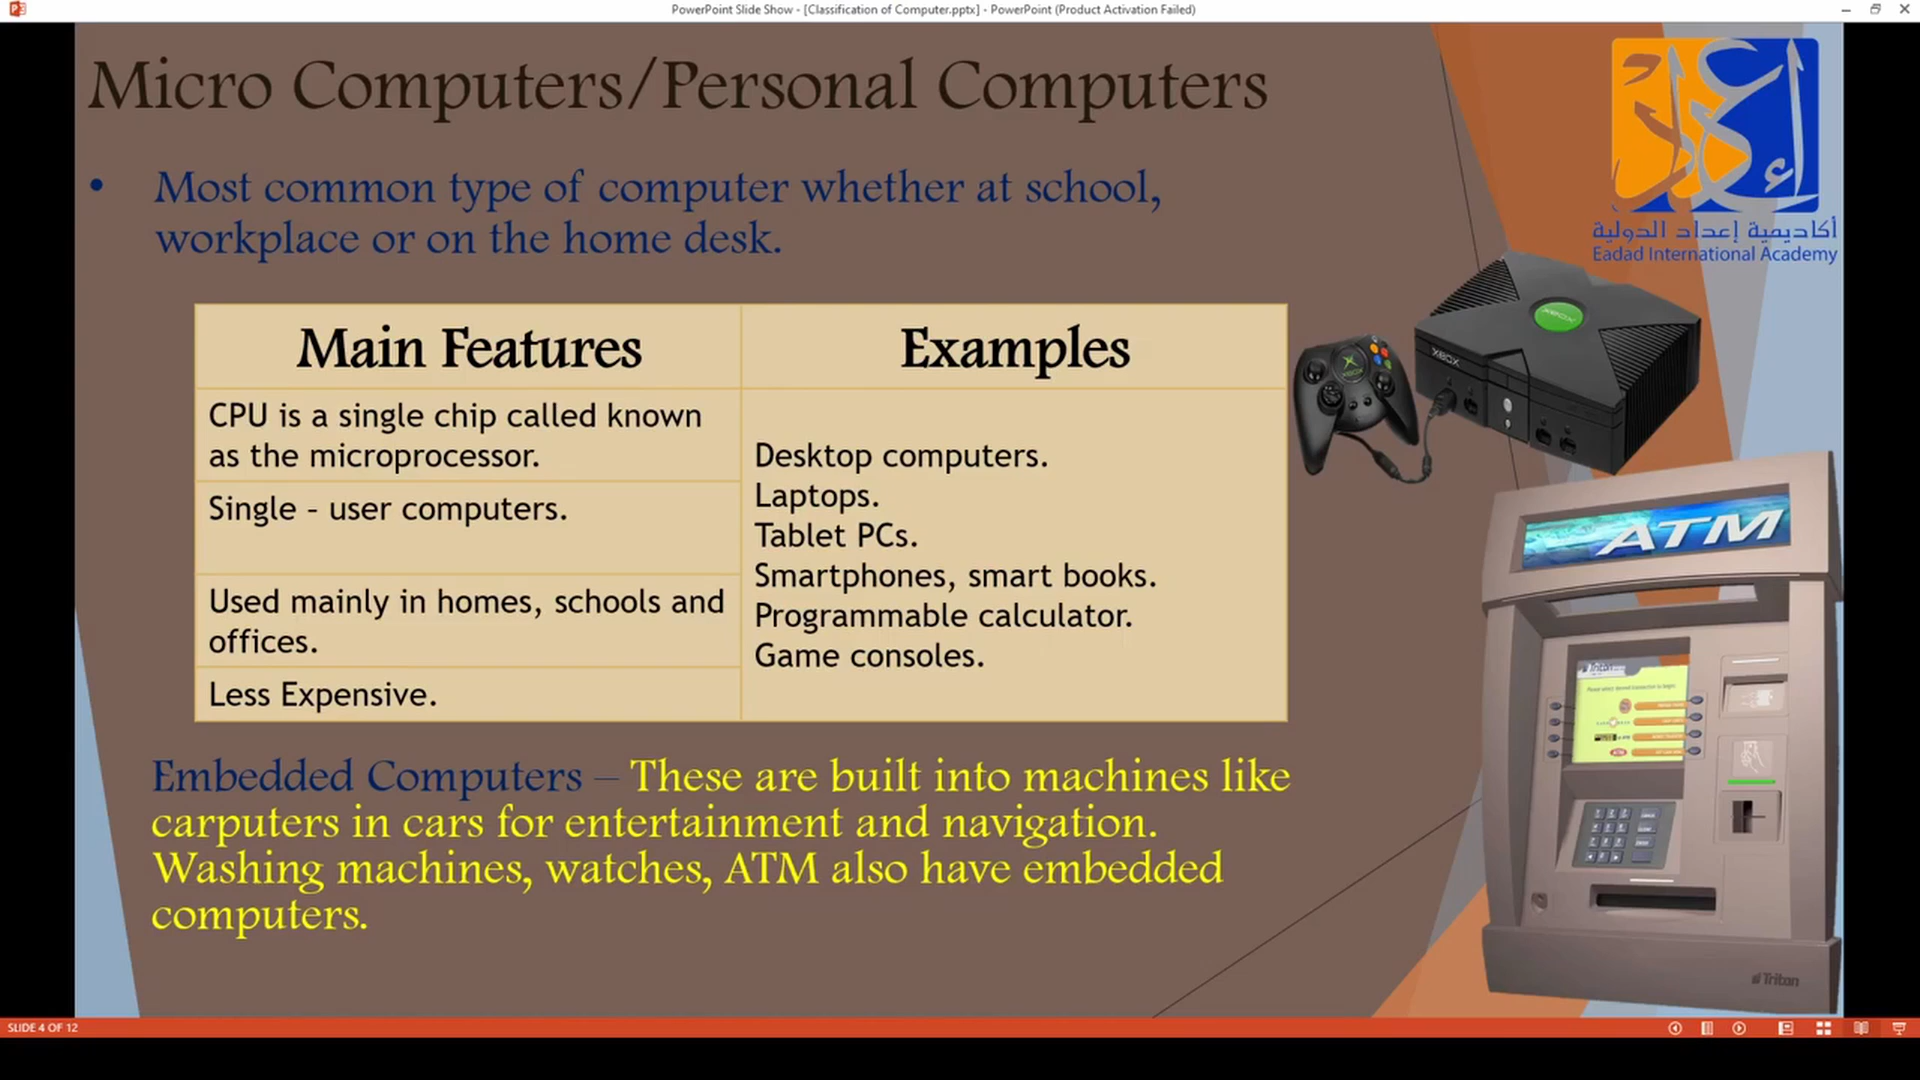 PowerPoint Slide Show - [Classification of Computer.pptx] - PowerPoint (Product Activation Failed)
Micro Computers/Personal Computers
• Most common type of computer whether at school,
workplace or on the home desk.
أكاديمية إعداد الدولية
Eadad International Academy
Main Features
Examples
CPU is a single chip called known
as the microprocessor.
Single - user computers.
Used mainly in homes, schools and
offices.
Less Expensive.
Desktop computers.
Laptops.
Tablet PCs.
Smartphones, smart books.
Programmable calculator.
Game consoles.
XBOX
XBOX
XBOX
ATM
Triton
Embedded Computers – These are built into machines like
carputers in cars for entertainment and navigation.
Washing machines, watches, ATM also have embedded
computers.
Triton
SLIDE 4 OF 12